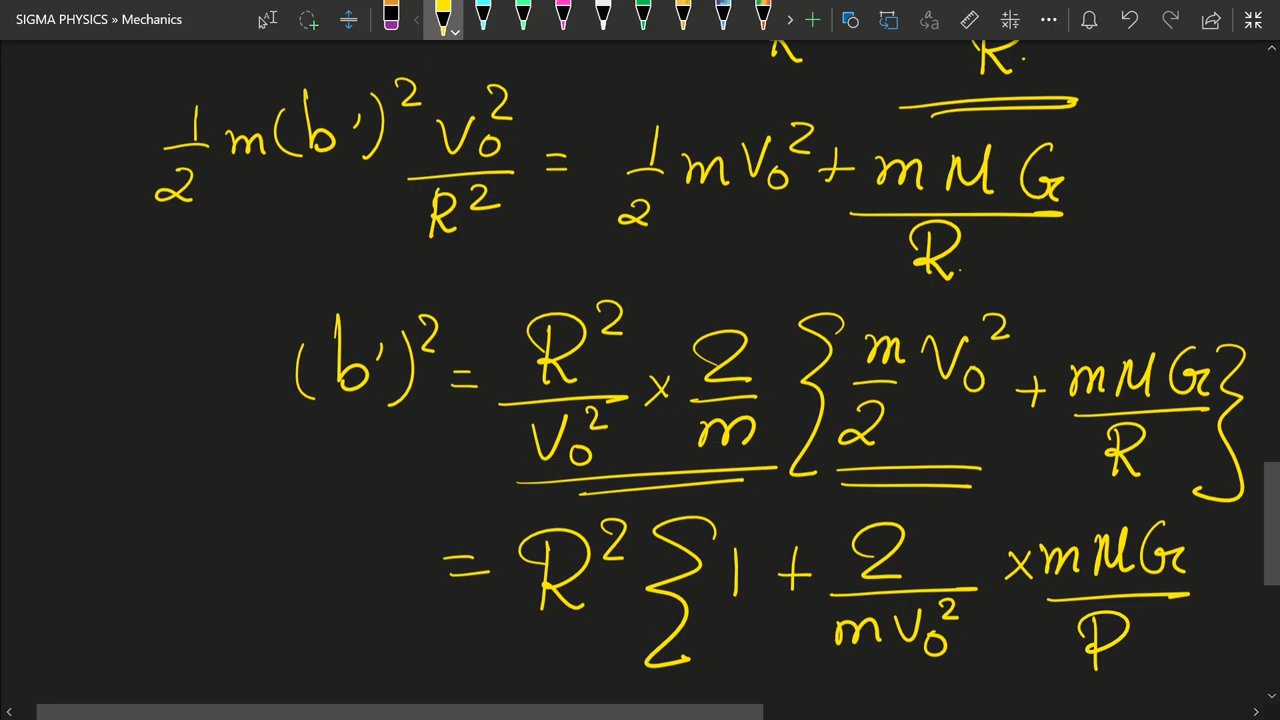 SIGMA PHYSICS » Mechanics
R R.
1/2 m(b')² V₀²/R² = 1/2 mV₀² + mMG/R.
(b')² = R²/V₀² × 2/m {m/2 V₀² + mMG/R}
= R² {1 + 2/mV₀² × mMG/P